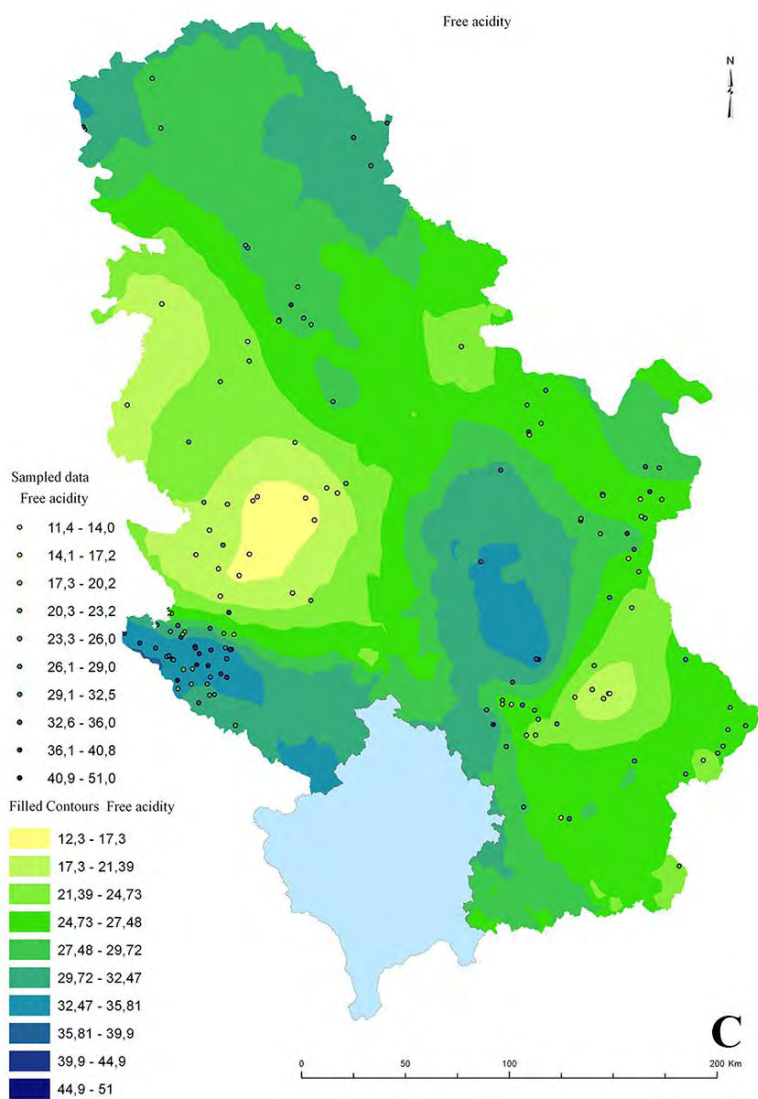 Free acidity
N
Sampled data
Free acidity
11,4 - 14,0
14,1 - 17,2
17,3 - 20,2
20,3 - 23,2
23,3 - 26,0
26,1 - 29,0
29,1 - 32,5
32,6 - 36,0
36,1 - 40,8
40,9 - 51,0
Filled Contours Free acidity
12,3 - 17,3
17,3 - 21,39
21,39 - 24,73
24,73 - 27,48
27,48 - 29,72
29,72 - 32,47
32,47 - 35,81
35,81 - 39,9
39,9 - 44,9
44,9 - 51
C
0 50 100 200 Km